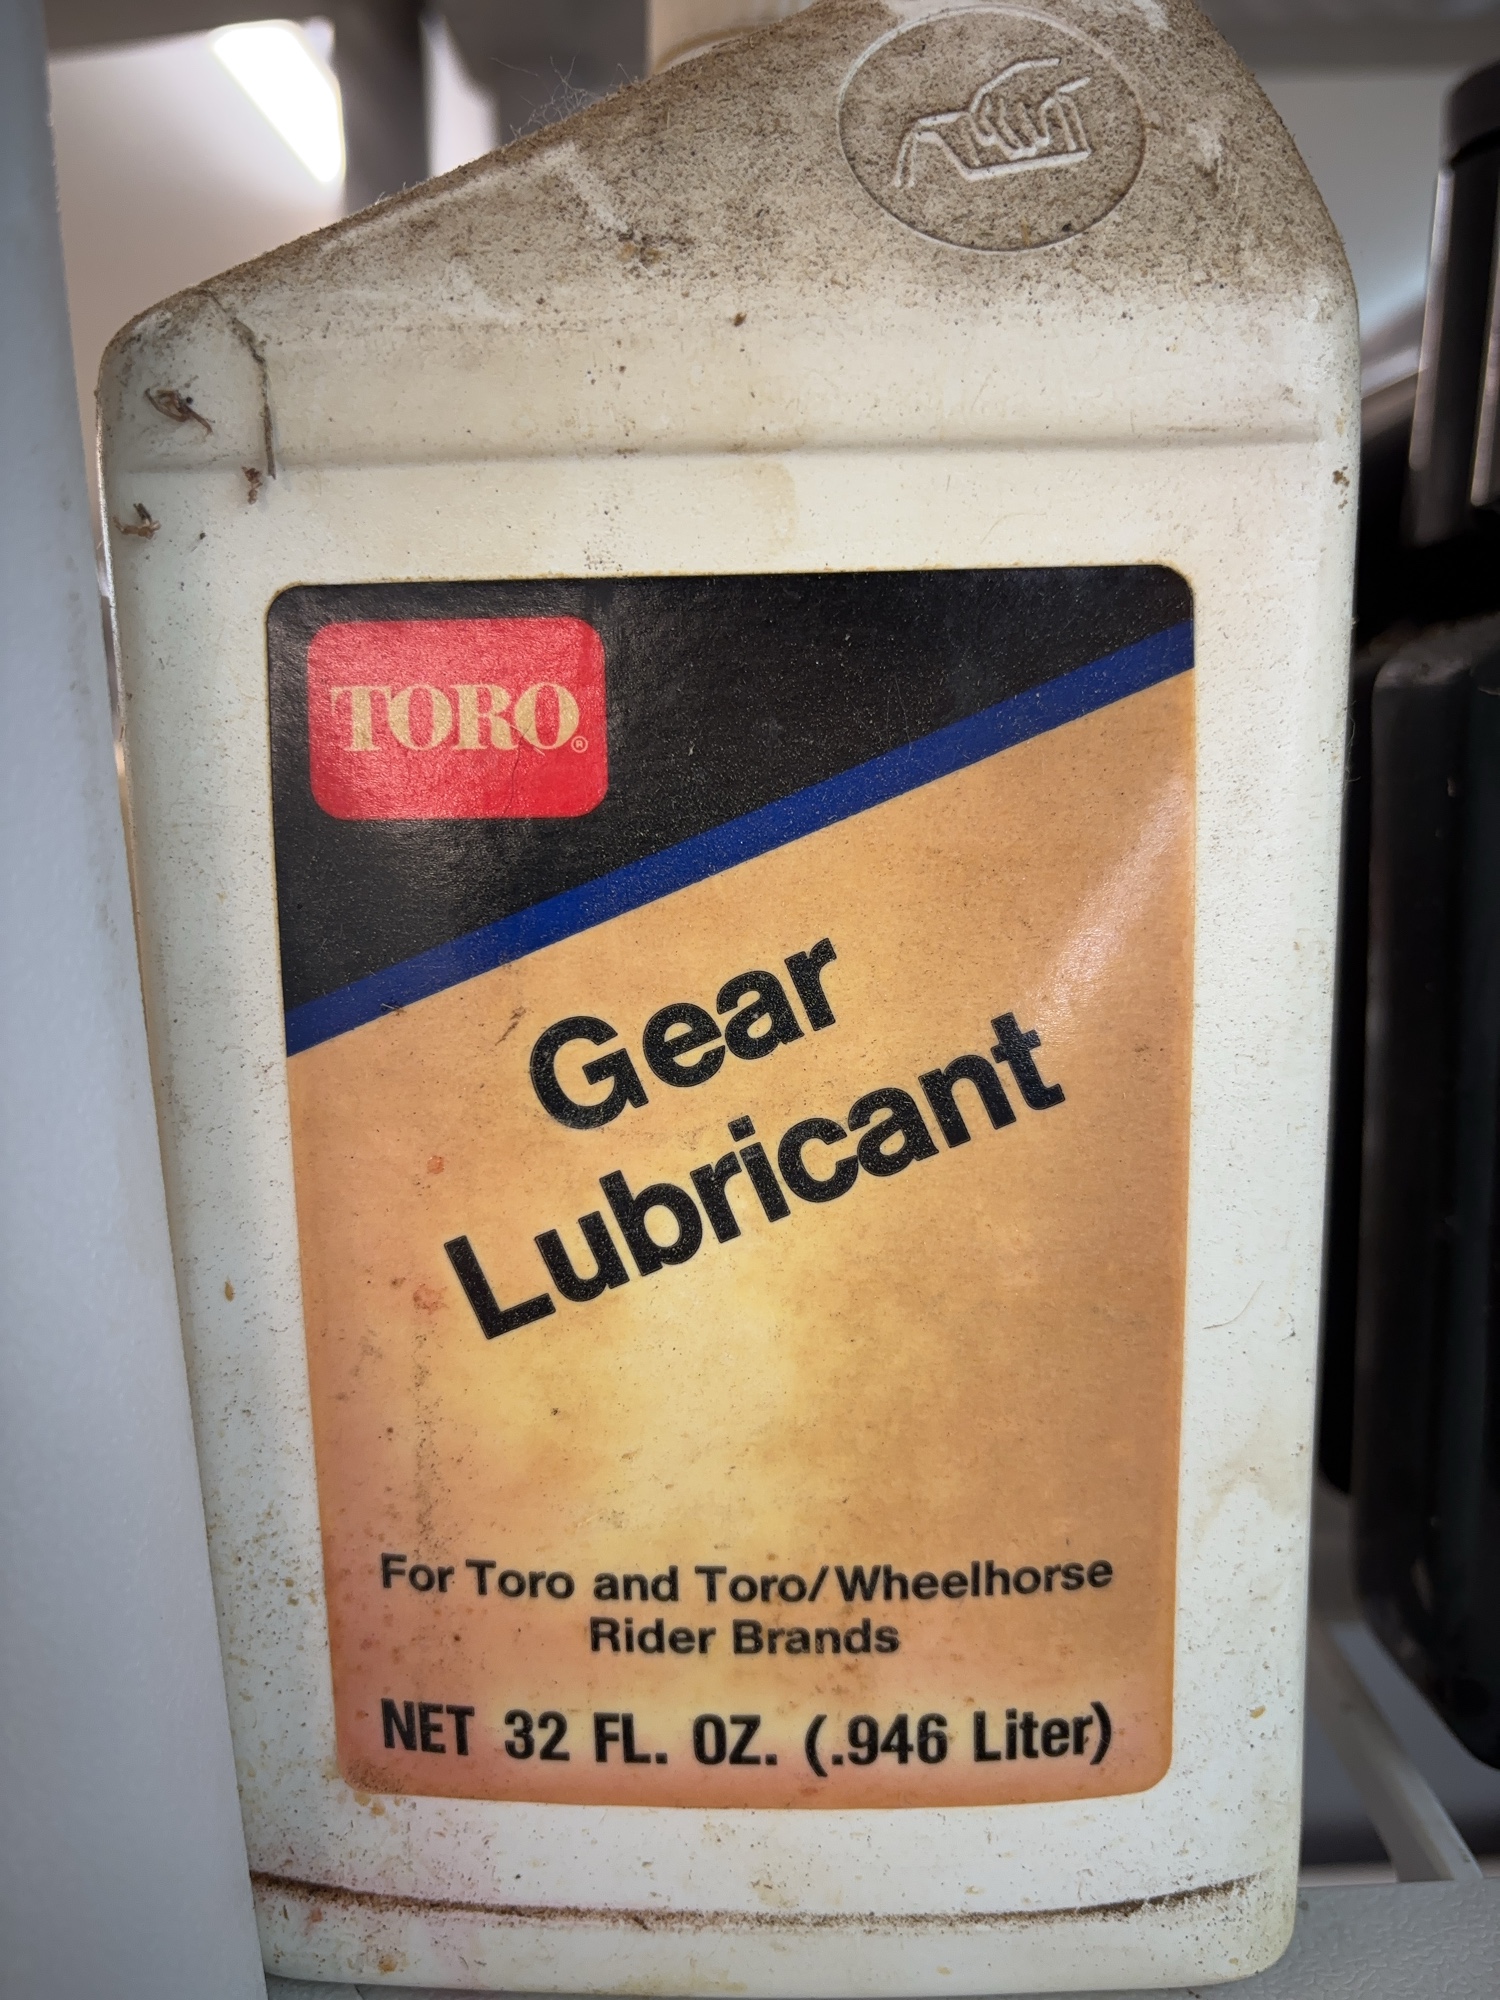 TORO®
Gear
Lubricant
For Toro and Toro/Wheelhorse
Rider Brands
NET 32 FL. OZ. (.946 Liter)